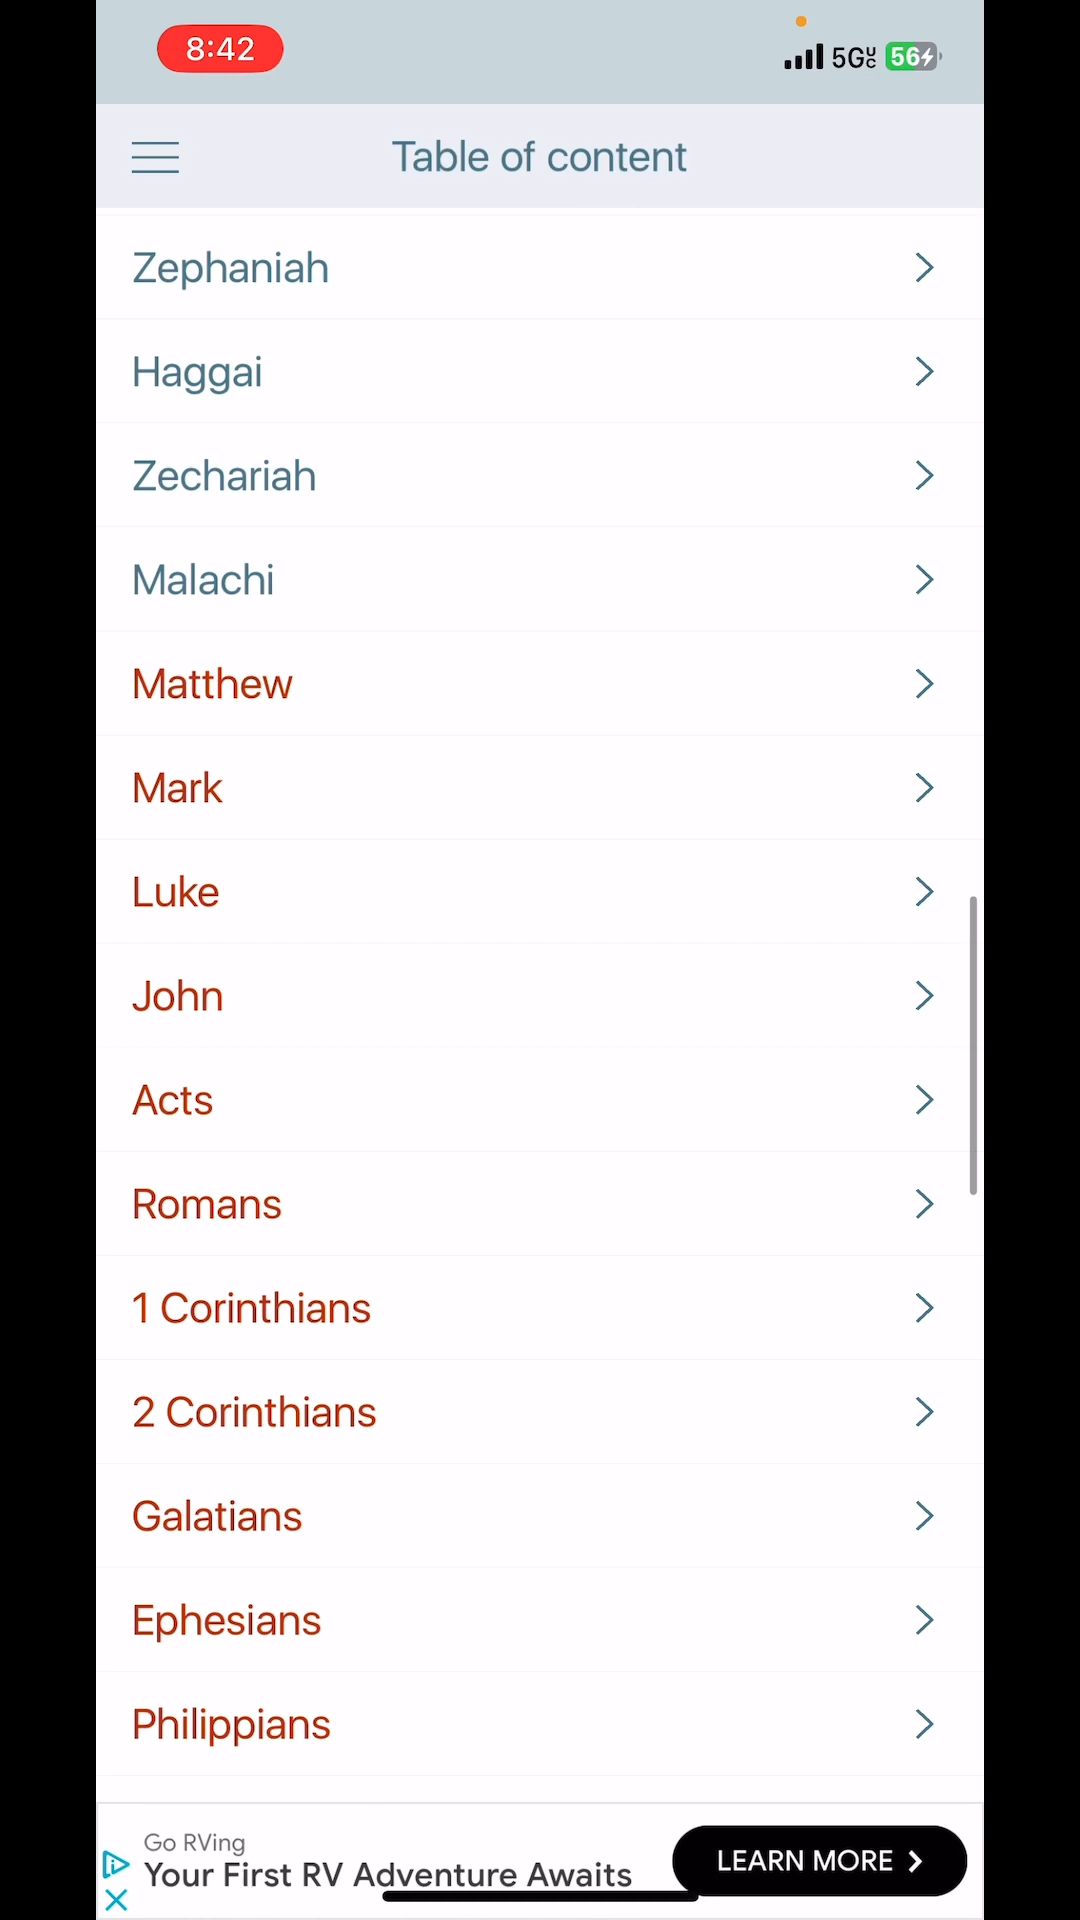 8:42
5GUC
56
Table of content
Zephaniah
Haggai
Zechariah
Malachi
Matthew
Mark
Luke
John
Acts
Romans
1 Corinthians
2 Corinthians
Galatians
Ephesians
Philippians
Go RVing
Your First RV Adventure Awaits
LEARN MORE